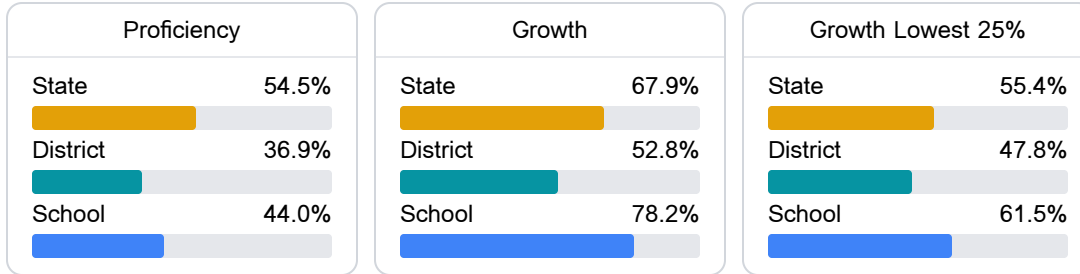 Proficiency
State 54.5%
District 36.9%
School 44.0%
Growth
State 67.9%
District 52.8%
School 78.2%
Growth Lowest 25%
State 55.4%
District 47.8%
School 61.5%